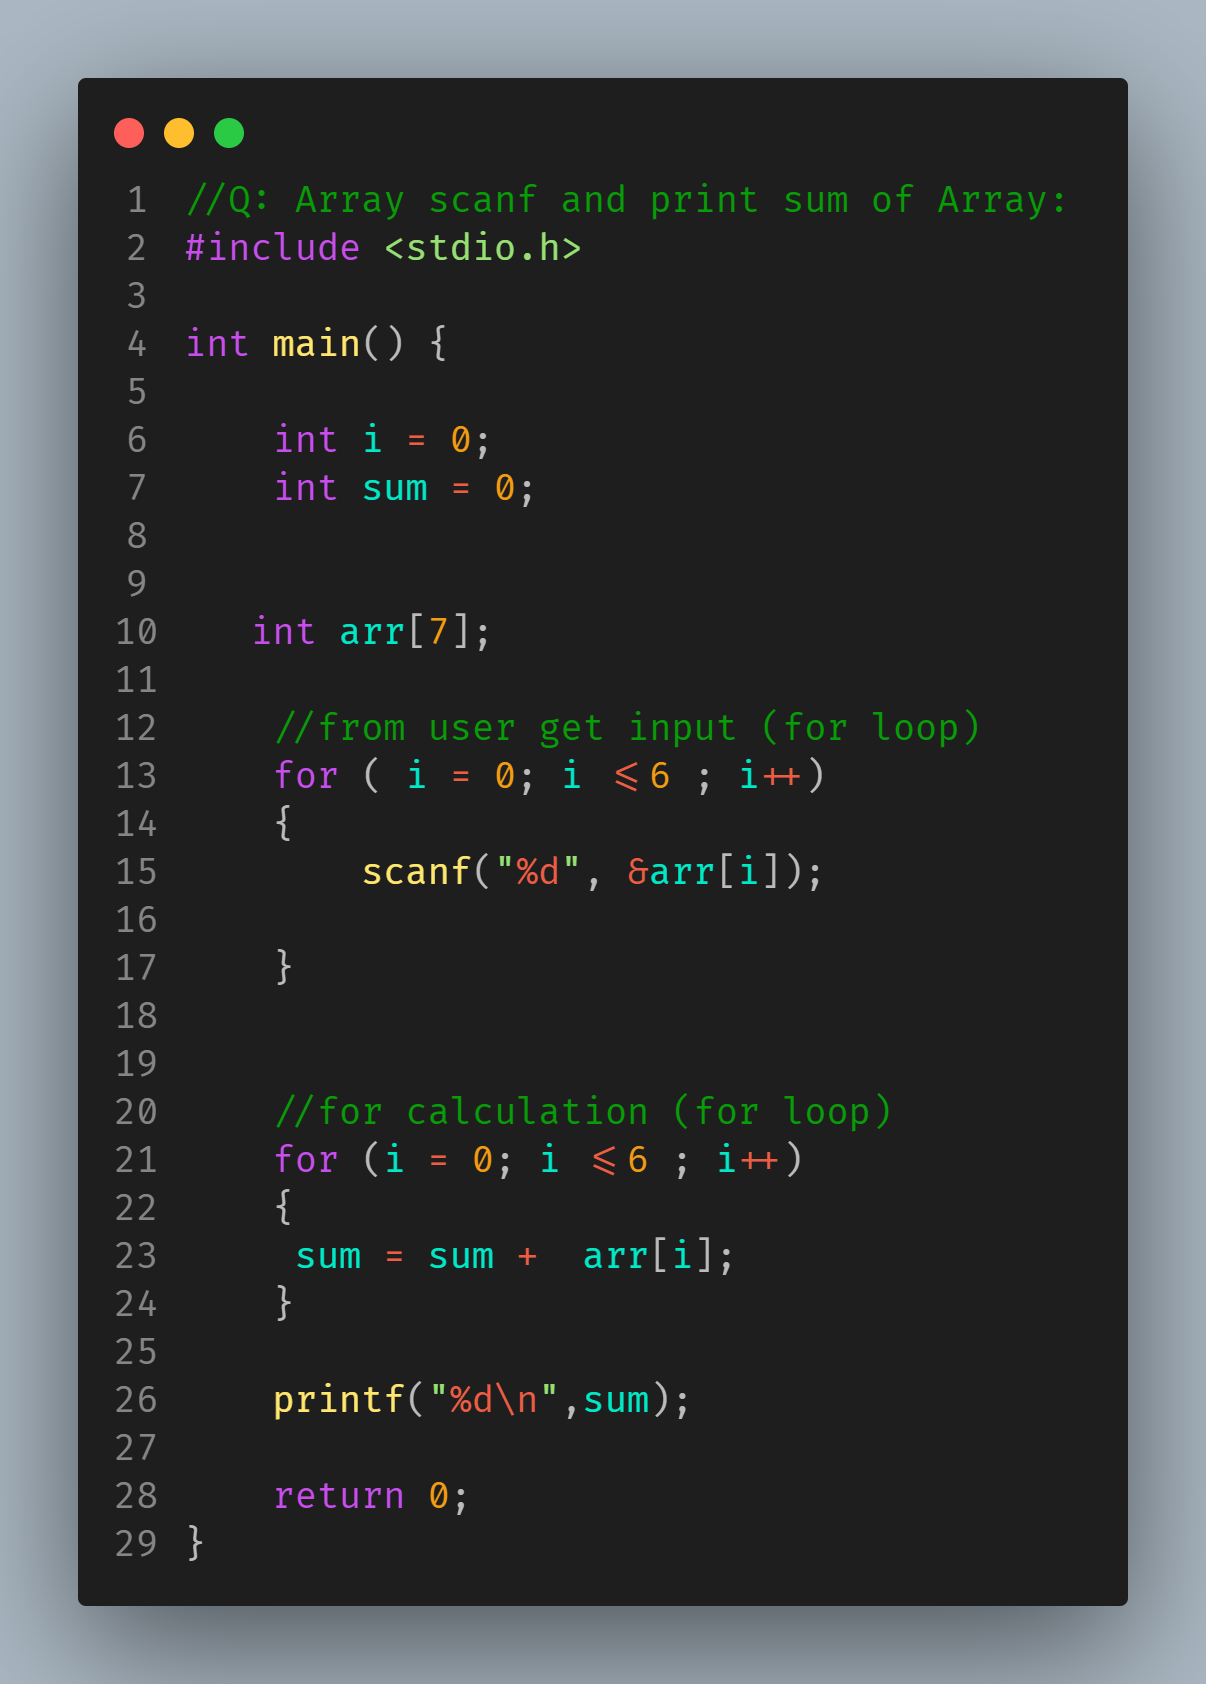 1 //Q: Array scanf and print sum of Array:
2 #include <stdio.h>
3
4 int main() {
5
6     int i = 0;
7     int sum = 0;
8
9
10    int arr[7];
11
12     //from user get input (for loop)
13     for ( i = 0; i <=6 ; i++)
14     {
15         scanf("%d", &arr[i]);
16
17     }
18
19
20     //for calculation (for loop)
21     for (i = 0; i <=6 ; i++)
22     {
23      sum = sum +  arr[i];
24     }
25
26     printf("%d\n",sum);
27
28     return 0;
29 }